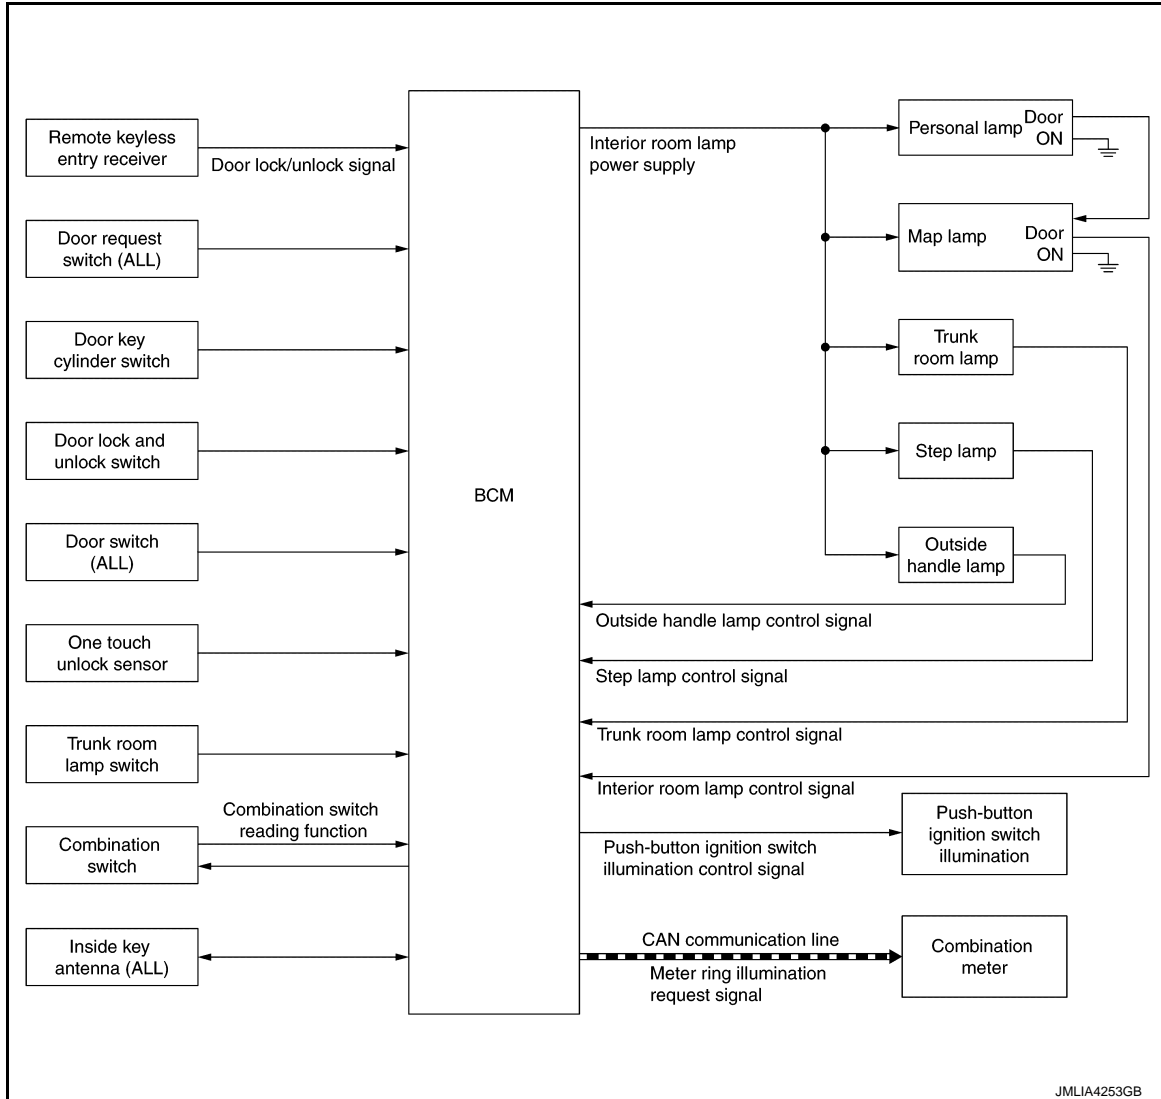 Remote keyless
entry receiver
Door lock/unlock signal
Door request
switch (ALL)
Door key
cylinder switch
Door lock and
unlock switch
Door switch
(ALL)
One touch
unlock sensor
Trunk room
lamp switch
Combination switch
reading function
Combination
switch
Inside key
antenna (ALL)
BCM
Interior room lamp
power supply
Personal lamp
Door
ON
Map lamp
Door
ON
Trunk
room lamp
Step lamp
Outside
handle lamp
Outside handle lamp control signal
Step lamp control signal
Trunk room lamp control signal
Interior room lamp control signal
Push-button ignition switch
illumination control signal
Push-button
ignition switch
illumination
CAN communication line
Meter ring illumination
request signal
Combination
meter
JMLIA4253GB